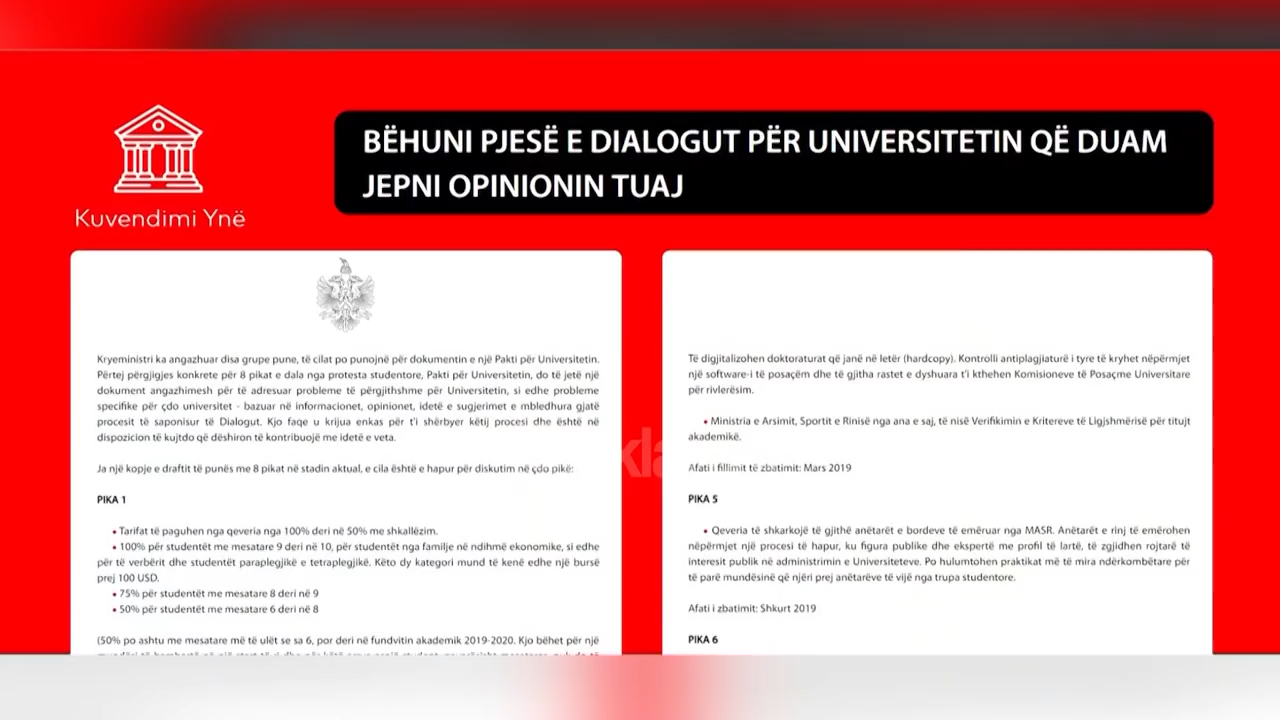 BËHUNI PJESË E DIALOGUT PËR UNIVERSITETIN QË DUAM
JEPNI OPINIONIN TUAJ
Kuvendimi Ynë
Kryeministri ka angazhuar disa grupe pune, të cilat po punojnë për dokumentin e një Pakti për Universitetin.
Përtej përgjigjes konkrete për 8 pikat e dala nga protesta studentore, Pakti për Universitetin, do të jetë një
dokument angazhimesh për të adresuar probleme të përgjithshme për Universitetin, si edhe probleme
specifike për çdo universitet - bazuar në informacionet, opinionet, idetë e sugjerimet e mbledhura gjatë
procesit të saponisur të Dialogut. Kjo faqe u krijua enkas për t'i shërbyer këtij procesi dhe është në
dispozicion të kujtdo që dëshiron të kontribuojë me idetë e veta.
Ja një kopje e draftit të punës me 8 pikat në stadin aktual, e cila është e hapur për diskutim në çdo pikë:
PIKA 1
• Tarifat të paguhen nga qeveria nga 100% deri në 50% me shkallëzim.
• 100% për studentët me mesatare 9 deri në 10, për studentët nga familje në ndihmë ekonomike, si edhe
për të verbërit dhe studentët paraplegjikë e tetraplegjikë. Këto dy kategori mund të kenë edhe një bursë
prej 100 USD.
• 75% për studentët me mesatare 8 deri në 9
• 50% për studentët me mesatare 6 deri në 8
(50% po ashtu me mesatare më të ulët se sa 6, por deri në fundvitin akademik 2019-2020. Kjo bëhet për një
Të digjitalizohen doktoraturat që janë në letër (hardcopy). Kontrolli antiplagjiaturë i tyre të kryhet nëpërmjet
një software-i të posaçëm dhe të gjitha rastet e dyshuara t'i kthehen Komisioneve të Posaçme Universitare
për rivlerësim.
• Ministria e Arsimit, Sportit e Rinisë nga ana e saj, të nisë Verifikimin e Kritereve të Ligjshmërisë për titujt
akademikë.
Afati i fillimit të zbatimit: Mars 2019
PIKA 5
• Qeveria të shkarkojë të gjithë anëtarët e bordeve të emëruar nga MASR. Anëtarët e rinj të emërohen
nëpërmjet një procesi të hapur, ku figura publike dhe ekspertë me profil të lartë, të zgjidhen rojtarë të
interesit publik në administrimin e Universiteteve. Po hulumtohen praktikat më të mira ndërkombëtare për
të parë mundësinë që njëri prej anëtarëve të vijë nga trupa studentore.
Afati i zbatimit: Shkurt 2019
PIKA 6